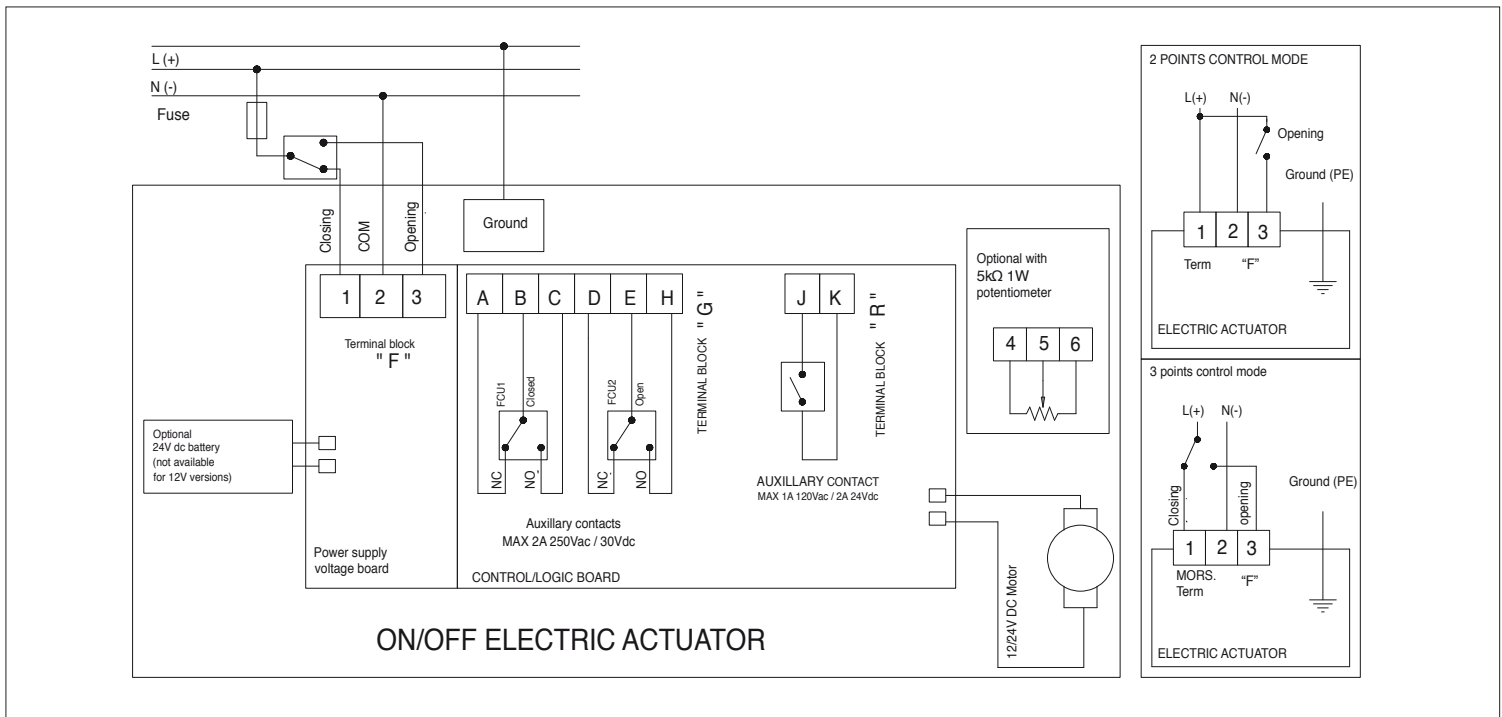 L (+)
N (-)
Fuse
Closing
COM
Opening
Ground
1 2 3
Terminal block
" F "
A B C D E H
TERMINAL BLOCK " G "
FCU1
Closed
NC
NO
FCU2
Open
NC
NO
Auxillary contacts
MAX 2A 250Vac / 30Vdc
J K
TERMINAL BLOCK " R "
AUXILLARY CONTACT
MAX 1A 120Vac / 2A 24Vdc
Optional with
5kΩ 1W
potentiometer
4 5 6
Optional
24V dc battery
(not available
for 12V versions)
Power supply
voltage board
CONTROL/LOGIC BOARD
12/24V DC Motor
ON/OFF ELECTRIC ACTUATOR
2 POINTS CONTROL MODE
L(+) N(-)
Opening
Ground (PE)
1 2 3
Term "F"
ELECTRIC ACTUATOR
3 points control mode
L(+) N(-)
Ground (PE)
Closing
opening
1 2 3
MORS.
Term "F"
ELECTRIC ACTUATOR